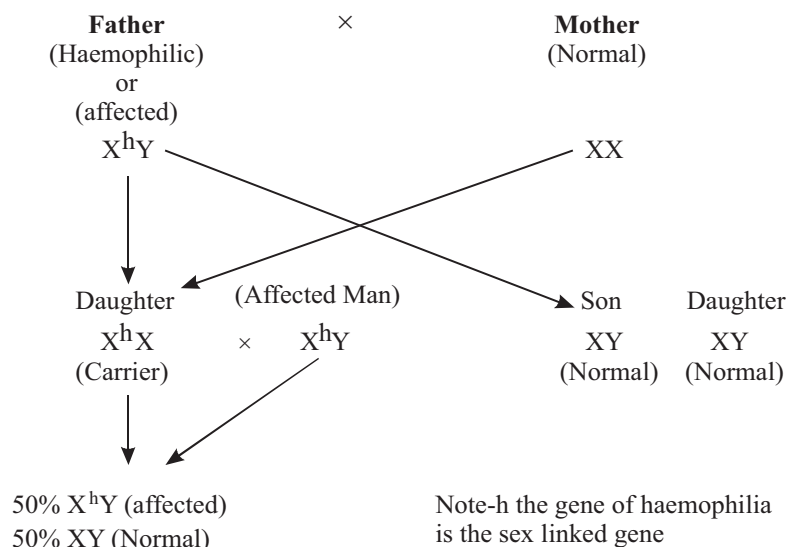 Father × Mother
(Haemophilic) (Normal)
or
(affected)
XʰY XX
(Affected Man)
Daughter Son Daughter
XʰX × XʰY XY XY
(Carrier) (Normal) (Normal)
50% XʰY (affected)
50% XY (Normal)
Note-h the gene of haemophilia
is the sex linked gene